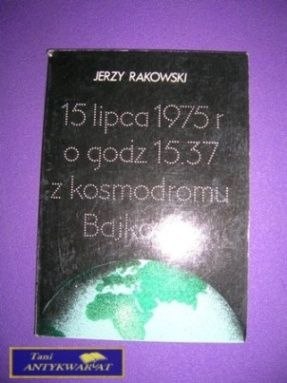 JERZY RAKOWSKI
15 lipca 1975 r
o godz 15.37
z kosmodromu
Tani
ANTYKWARIAT